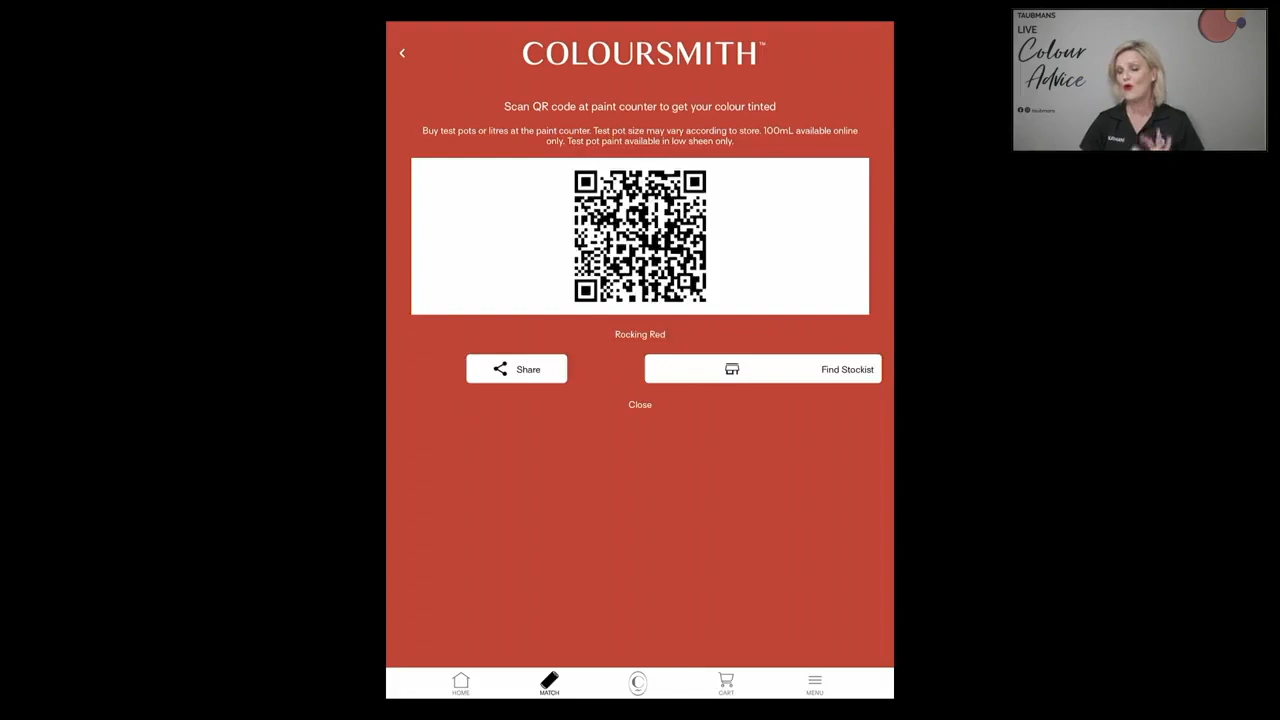 COLOURSMITH™
Scan QR code at paint counter to get your colour tinted
Buy test pots or litres at the paint counter. Test pot size may vary according to store. 100mL available online
only. Test pot paint available in low sheen only.
Rocking Red
Share
Find Stockist
Close
HOME
MATCH
CART
MENU
TAUBMANS
LIVE
Colour
Advice
taubmans